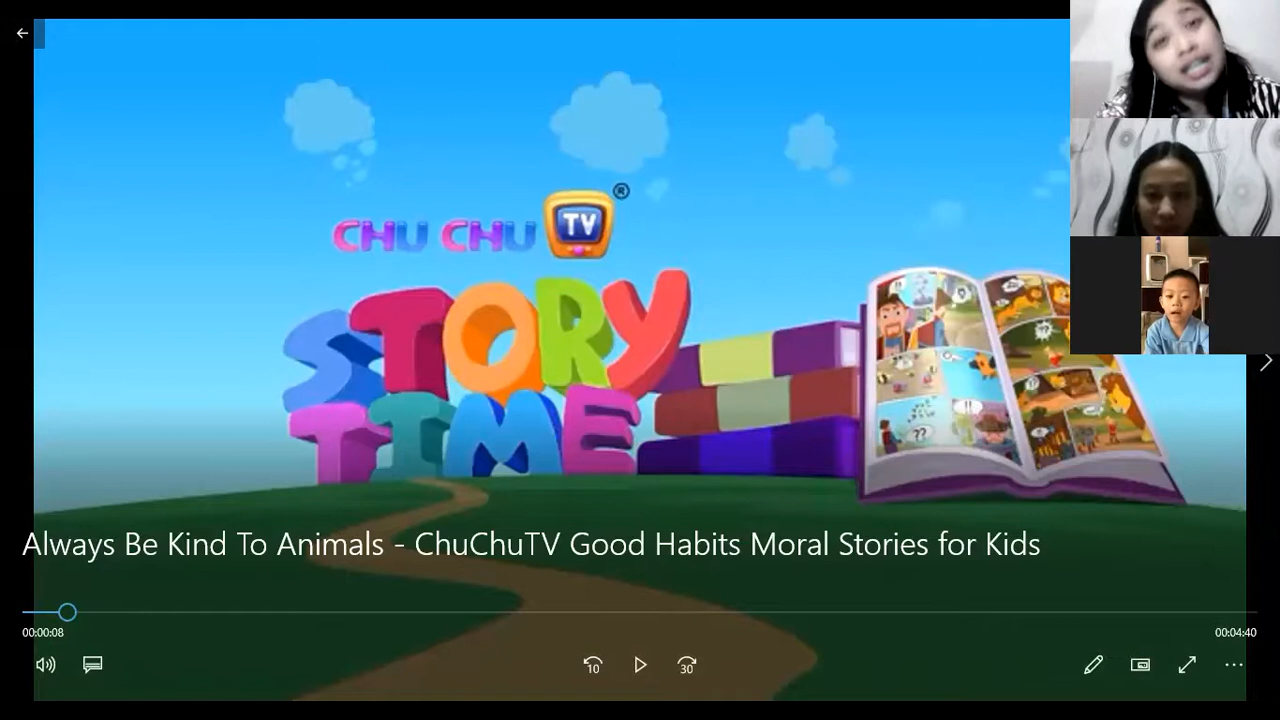 CHU CHU TV ®
STORY
TIME
!!
??
!!
Always Be Kind To Animals - ChuChuTV Good Habits Moral Stories for Kids
00:00:08
00:04:40
10
30